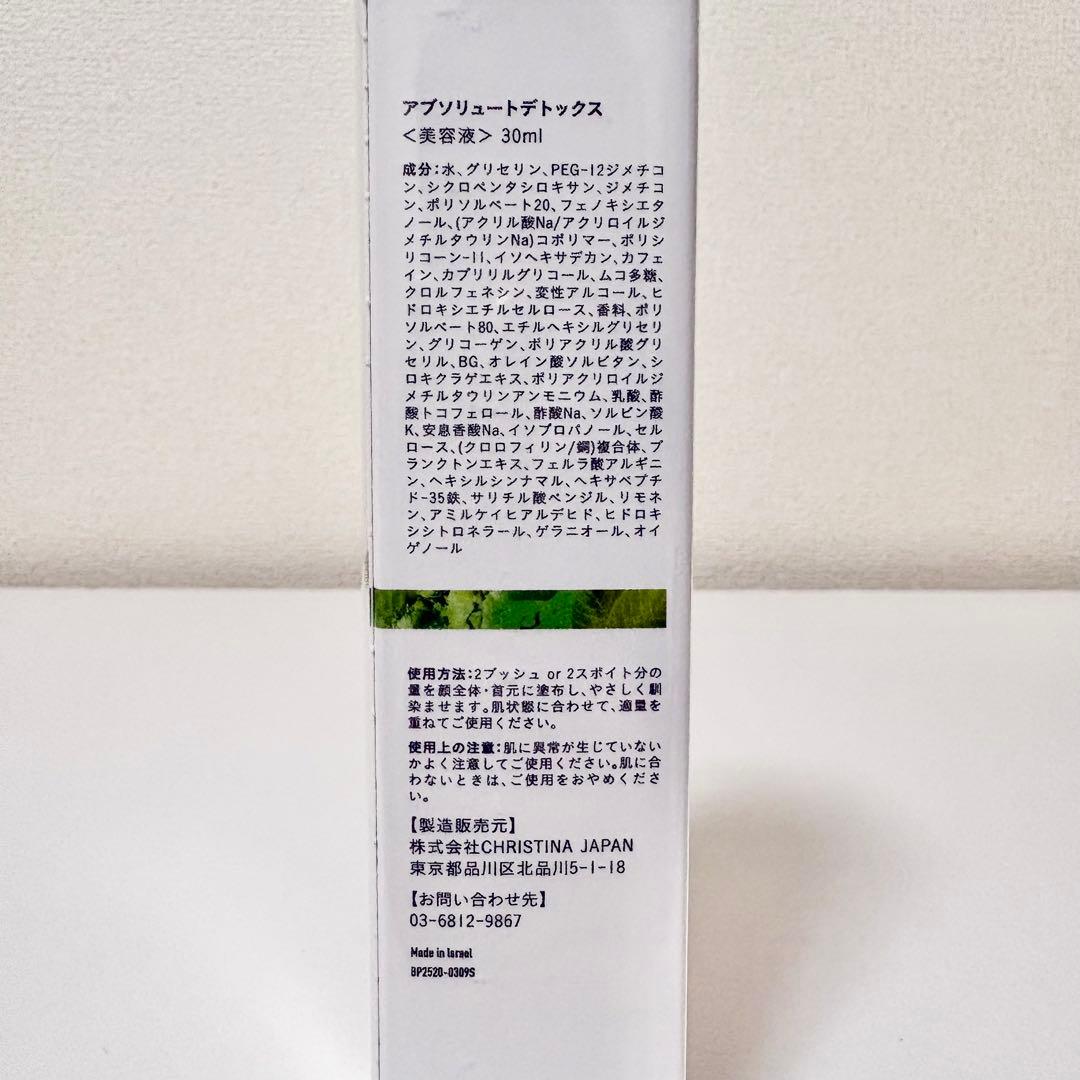 アブソリュートデトックス
＜美容液＞ 30ml
成分:水、グリセリン、PEG-12ジメチコ
ン、シクロペンタシロキサン、ジメチコ
ン、ポリソルベート20、フェノキシエタ
ノール、(アクリル酸Na/アクリロイルジ
メチルタウリンNa)コポリマー、ポリシ
リコーン-11、イソヘキサデカン、カフェ
イン、カプリリルグリコール、ムコ多糖、
クロルフェネシン、変性アルコール、ヒ
ドロキシエチルセルロース、香料、ポリ
ソルベート80、エチルヘキシルグリセリ
ン、グリコーゲン、ポリアクリル酸グリ
セリル、BG、オレイン酸ソルビタン、シ
ロキクラゲエキス、ポリアクリロイルジ
メチルタウリンアンモニウム、乳酸、酢
酸トコフェロール、酢酸Na、ソルビン酸
K、安息香酸Na、イソプロパノール、セル
ロース、(クロロフィリン/銅)複合体、プ
ランクトンエキス、フェルラ酸アルギニ
ン、ヘキシルシンナマル、ヘキサペプチ
ド-35鉄、サリチル酸ベンジル、リモネ
ン、アミルケイヒアルデヒド、ヒドロキ
シシトロネラール、ゲラニオール、オイ
ゲノール
使用方法:2プッシュ or 2スポイト分の
量を顔全体・首元に塗布し、やさしく馴
染ませます。肌状態に合わせて、適量を
重ねてご使用ください。
使用上の注意:肌に異常が生じていない
かよく注意してご使用ください。肌に合
わないときは、ご使用をおやめくださ
い。
【製造販売元】
株式会社CHRISTINA JAPAN
東京都品川区北品川5-1-18
【お問い合わせ先】
03-6812-9867
Made in Israel
BP2520-0309S